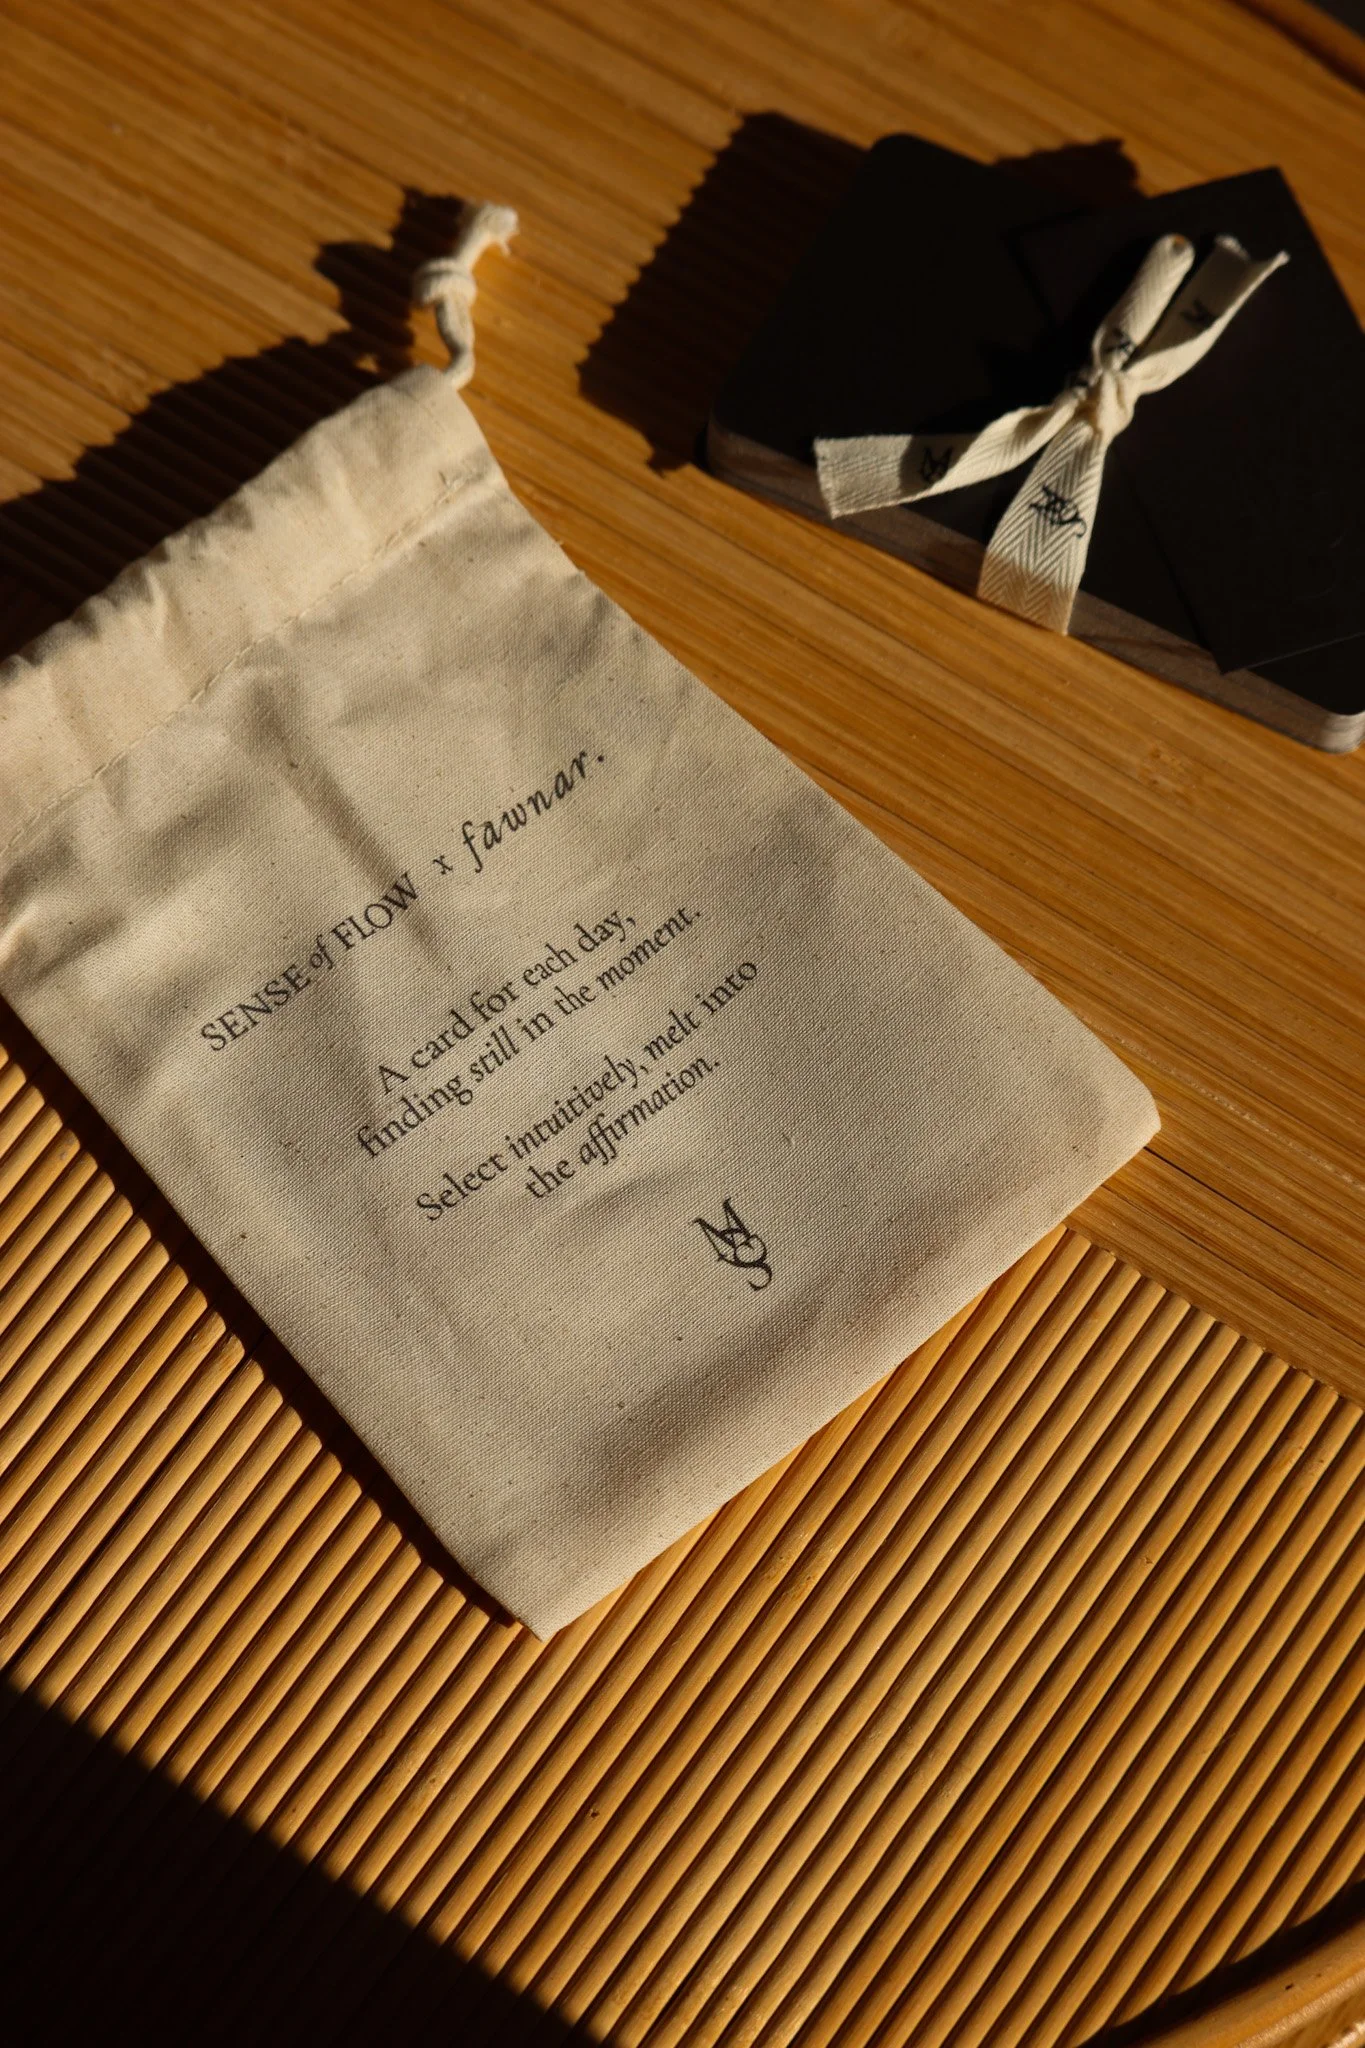 SENSE of FLOW x fawnar.
A card for each day,
finding still in the moment.
Select intuitively, melt into
the affirmation.